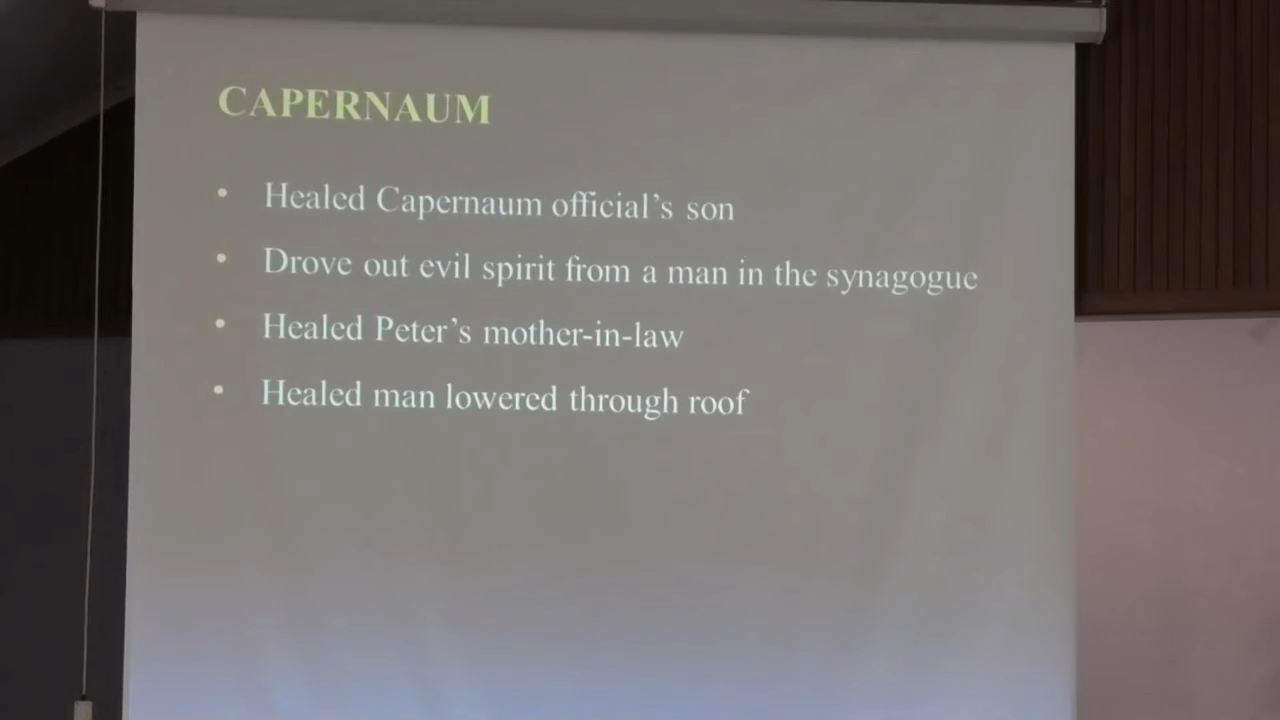 CAPERNAUM
• Healed Capernaum official's son
• Drove out evil spirit from a man in the synagogue
• Healed Peter's mother-in-law
• Healed man lowered through roof